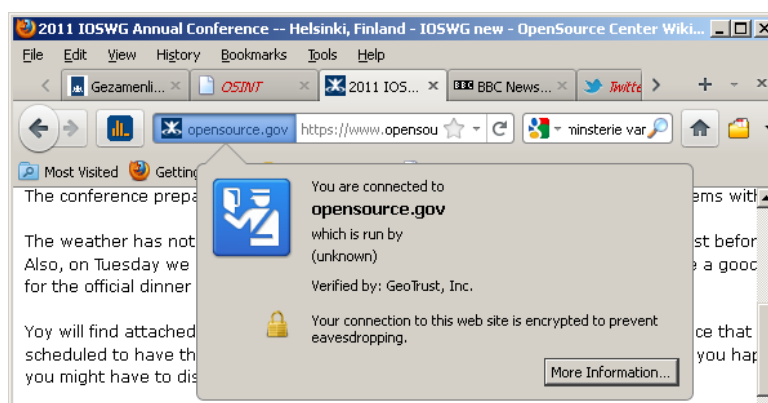 2011 IOSWG Annual Conference -- Helsinki, Finland - IOSWG new - OpenSource Center Wiki...
File Edit View History Bookmarks Tools Help
Gezamenli... OSINT 2011 IOS... BBC News... Twitte
opensource.gov https://www.opensou minsterie var
Most Visited Getting
The conference prepa ems with
You are connected to
opensource.gov
which is run by
(unknown)
Verified by: GeoTrust, Inc.
Your connection to this web site is encrypted to prevent
eavesdropping.
More Information...
The weather has not st befor
Also, on Tuesday we e a good
for the official dinner
Yoy will find attached ce that
scheduled to have th you hap
you might have to dis